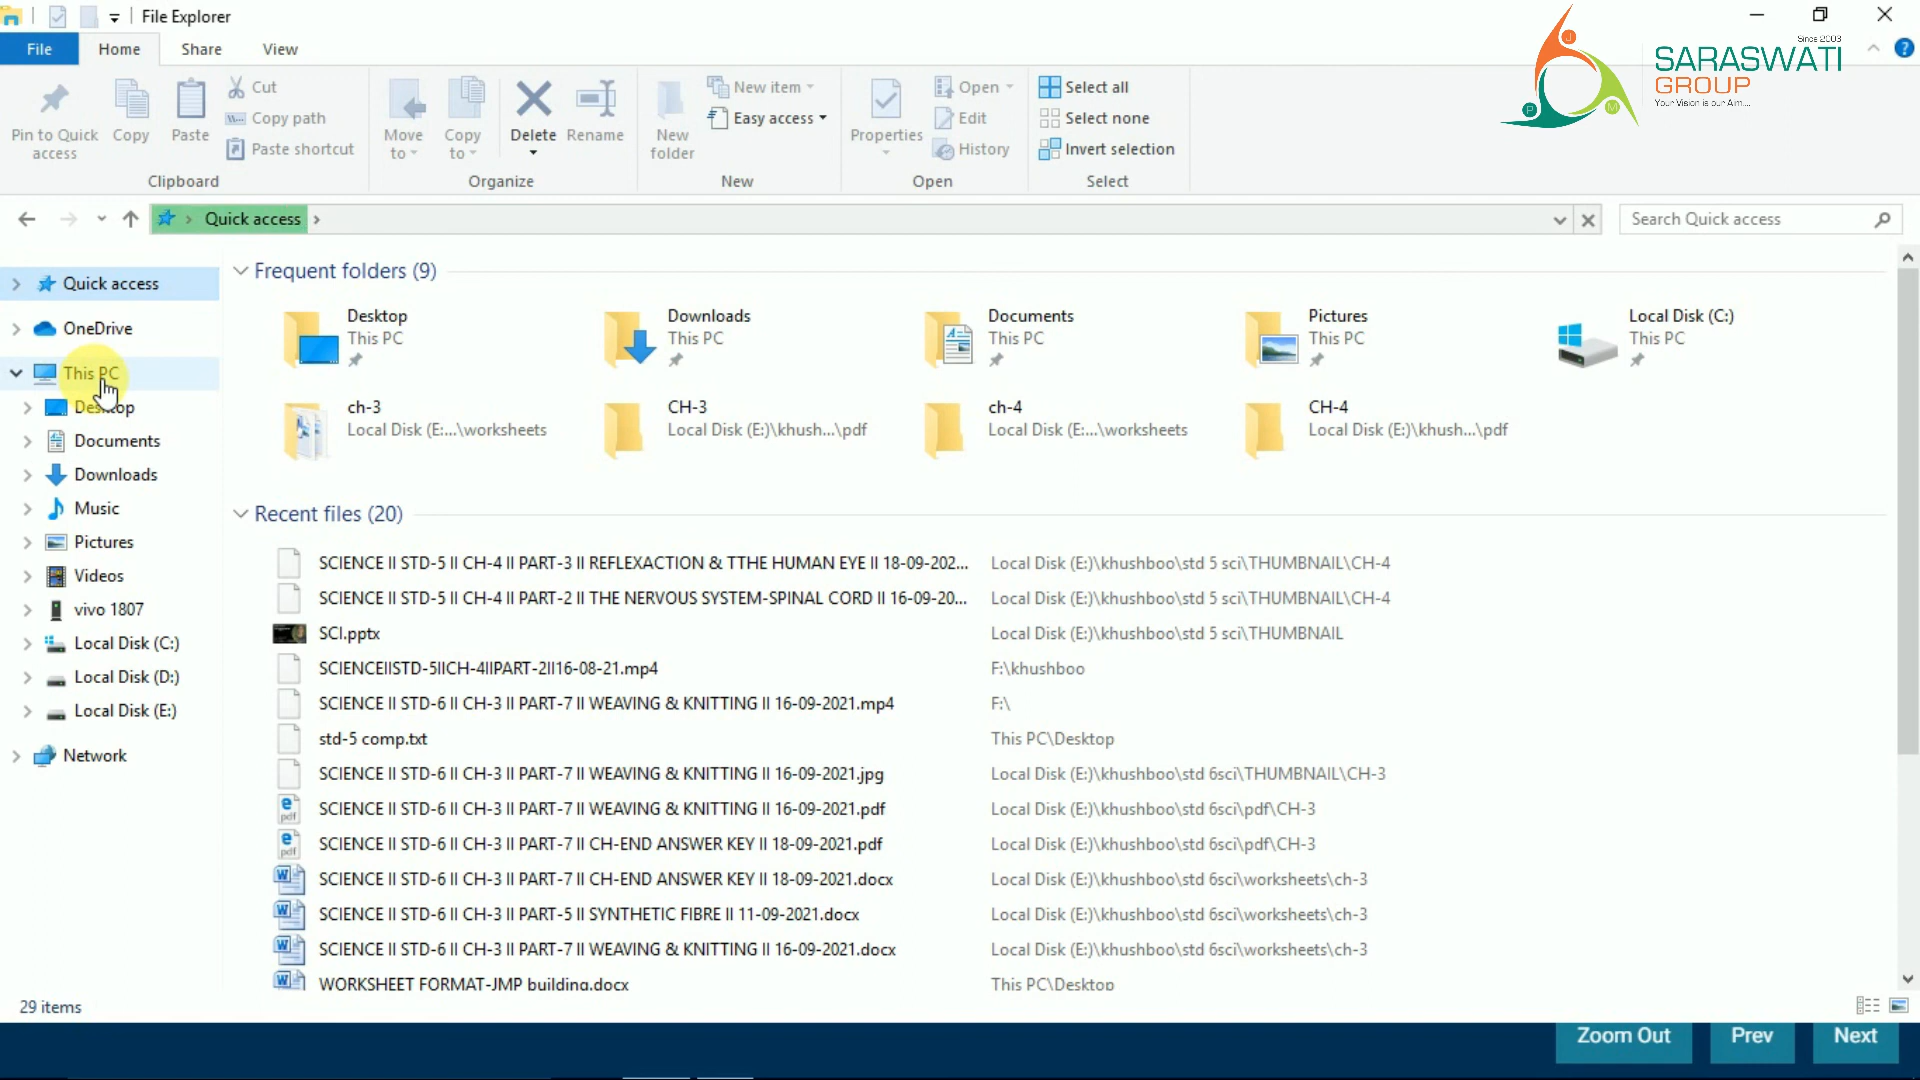 File Explorer
File Home Share View
Pin to Quick access
Copy
Paste
Cut
Copy path
Paste shortcut
Clipboard
Move to
Copy to
Delete
Rename
Organize
New folder
New item
Easy access
New
Properties
Open
Edit
History
Open
Select all
Select none
Invert selection
Select
Since 2003
SARASWATI
GROUP
Your Vision is our Aim....
J
P
M
Quick access
Search Quick access
Quick access
OneDrive
This PC
Desktop
Documents
Downloads
Music
Pictures
Videos
vivo 1807
Local Disk (C:)
Local Disk (D:)
Local Disk (E:)
Network
Frequent folders (9)
Desktop
This PC
Downloads
This PC
Documents
This PC
Pictures
This PC
Local Disk (C:)
This PC
ch-3
Local Disk (E:...\worksheets
CH-3
Local Disk (E:)\khush...\pdf
ch-4
Local Disk (E:...\worksheets
CH-4
Local Disk (E:)\khush...\pdf
Recent files (20)
SCIENCE II STD-5 II CH-4 II PART-3 II REFLEXACTION & TTHE HUMAN EYE II 18-09-202... Local Disk (E:)\khushboo\std 5 sci\THUMBNAIL\CH-4
SCIENCE II STD-5 II CH-4 II PART-2 II THE NERVOUS SYSTEM-SPINAL CORD II 16-09-20... Local Disk (E:)\khushboo\std 5 sci\THUMBNAIL\CH-4
SCI.pptx Local Disk (E:)\khushboo\std 5 sci\THUMBNAIL
SCIENCEIISTD-5IICH-4IIPART-2II16-08-21.mp4 F:\khushboo
SCIENCE II STD-6 II CH-3 II PART-7 II WEAVING & KNITTING II 16-09-2021.mp4 F:\
std-5 comp.txt This PC\Desktop
SCIENCE II STD-6 II CH-3 II PART-7 II WEAVING & KNITTING II 16-09-2021.jpg Local Disk (E:)\khushboo\std 6sci\THUMBNAIL\CH-3
SCIENCE II STD-6 II CH-3 II PART-7 II WEAVING & KNITTING II 16-09-2021.pdf Local Disk (E:)\khushboo\std 6sci\pdf\CH-3
SCIENCE II STD-6 II CH-3 II PART-7 II CH-END ANSWER KEY II 18-09-2021.pdf Local Disk (E:)\khushboo\std 6sci\pdf\CH-3
SCIENCE II STD-6 II CH-3 II PART-7 II CH-END ANSWER KEY II 18-09-2021.docx Local Disk (E:)\khushboo\std 6sci\worksheets\ch-3
SCIENCE II STD-6 II CH-3 II PART-5 II SYNTHETIC FIBRE II 11-09-2021.docx Local Disk (E:)\khushboo\std 6sci\worksheets\ch-3
SCIENCE II STD-6 II CH-3 II PART-7 II WEAVING & KNITTING II 16-09-2021.docx Local Disk (E:)\khushboo\std 6sci\worksheets\ch-3
WORKSHEET FORMAT-JMP building.docx This PC\Desktop
29 items
Zoom Out Prev Next